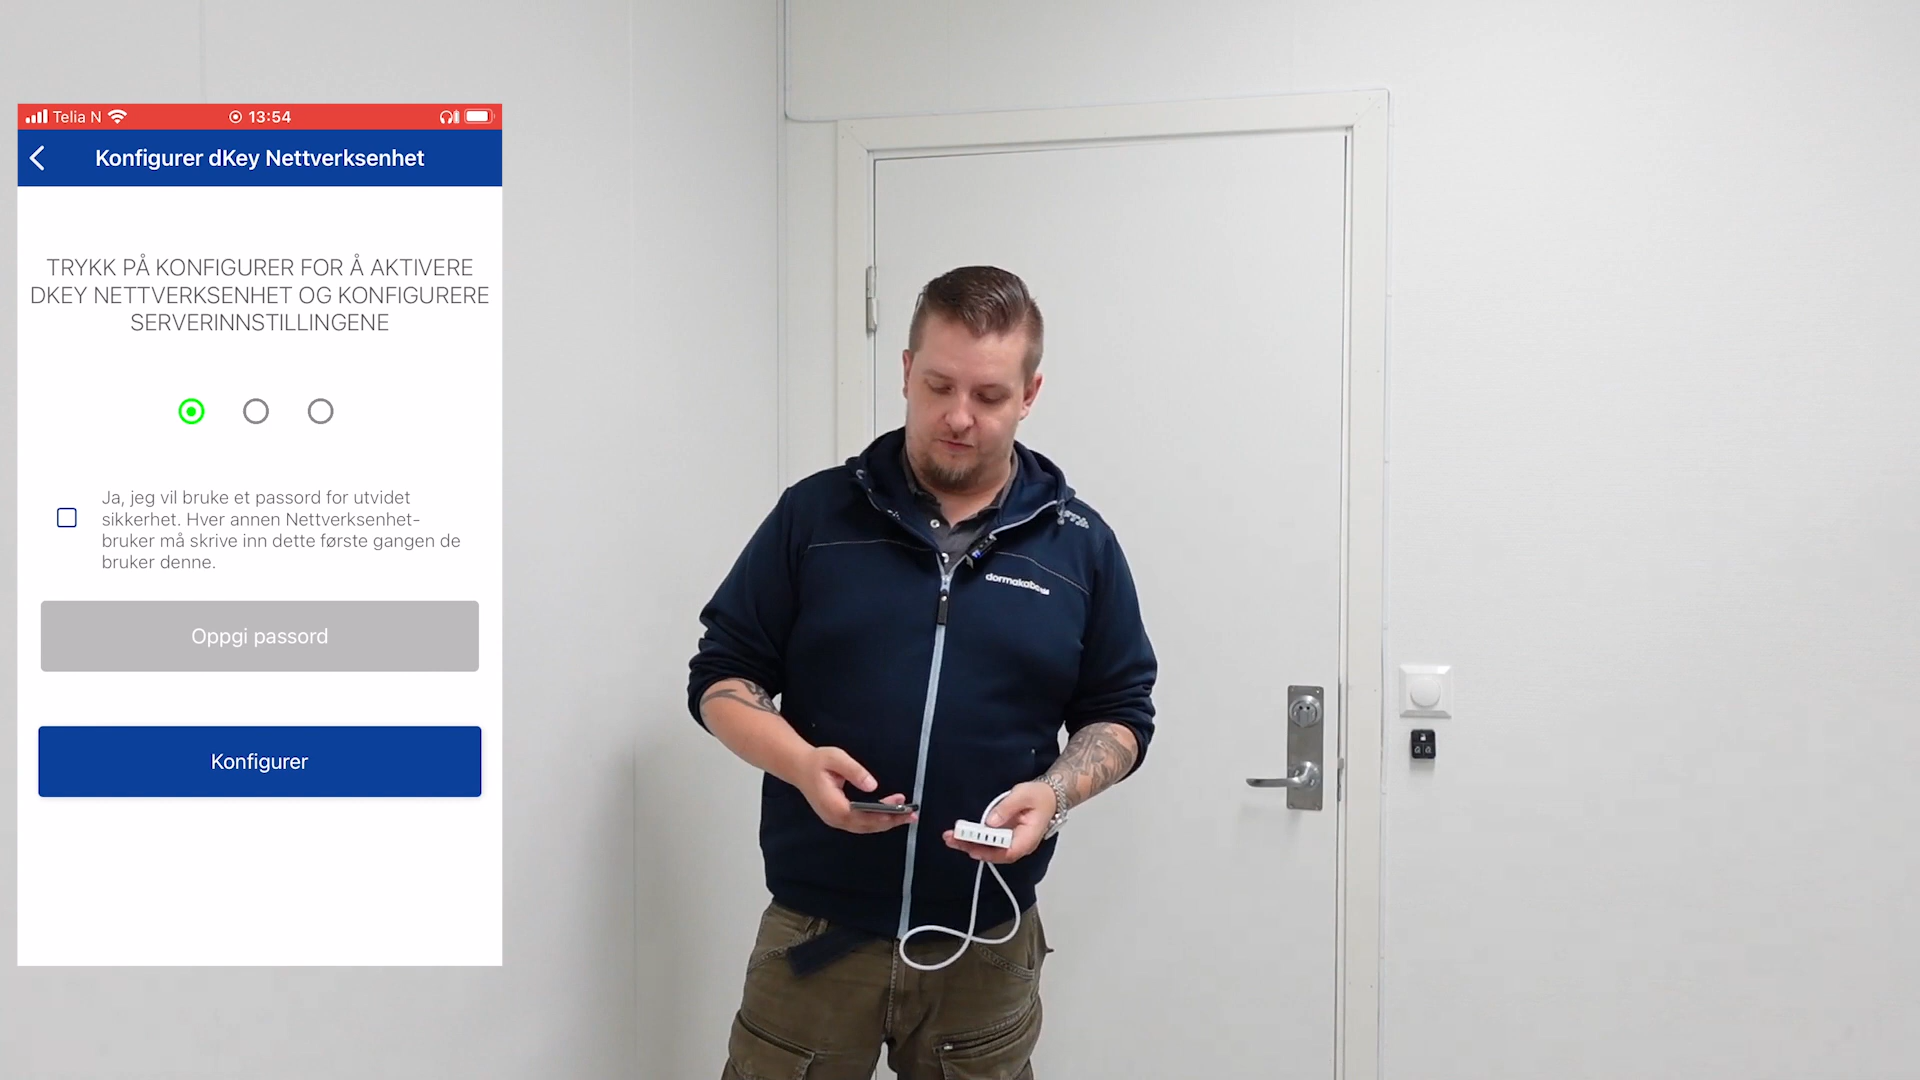 Telia N
13:54
Konfigurer dKey Nettverksenhet
TRYKK PÅ KONFIGURER FOR Å AKTIVERE
DKEY NETTVERKSENHET OG KONFIGURERE
SERVERINNSTILLINGENE
Ja, jeg vil bruke et passord for utvidet
sikkerhet. Hver annen Nettverksenhet-
bruker må skrive inn dette første gangen de
bruker denne.
Oppgi passord
Konfigurer
dormakaba